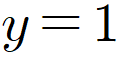 y = 1